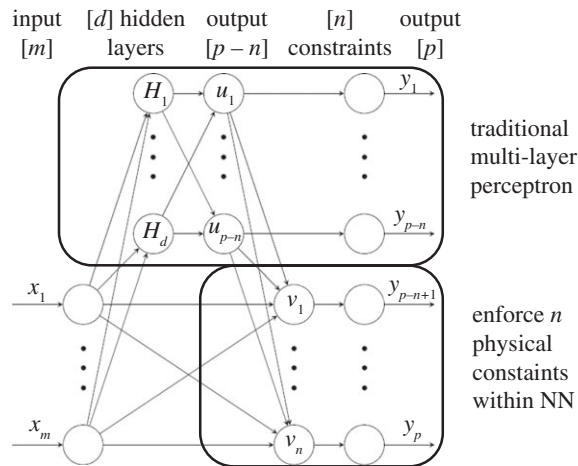 input [d] hidden output [n] output
[m] layers [p – n] constraints [p]
H1 u1 y1
traditional
multi-layer
perceptron
Hd up–n yp–n
x1 v1 yp–n+1
enforce n
physical
constaints
within NN
xm vn yp